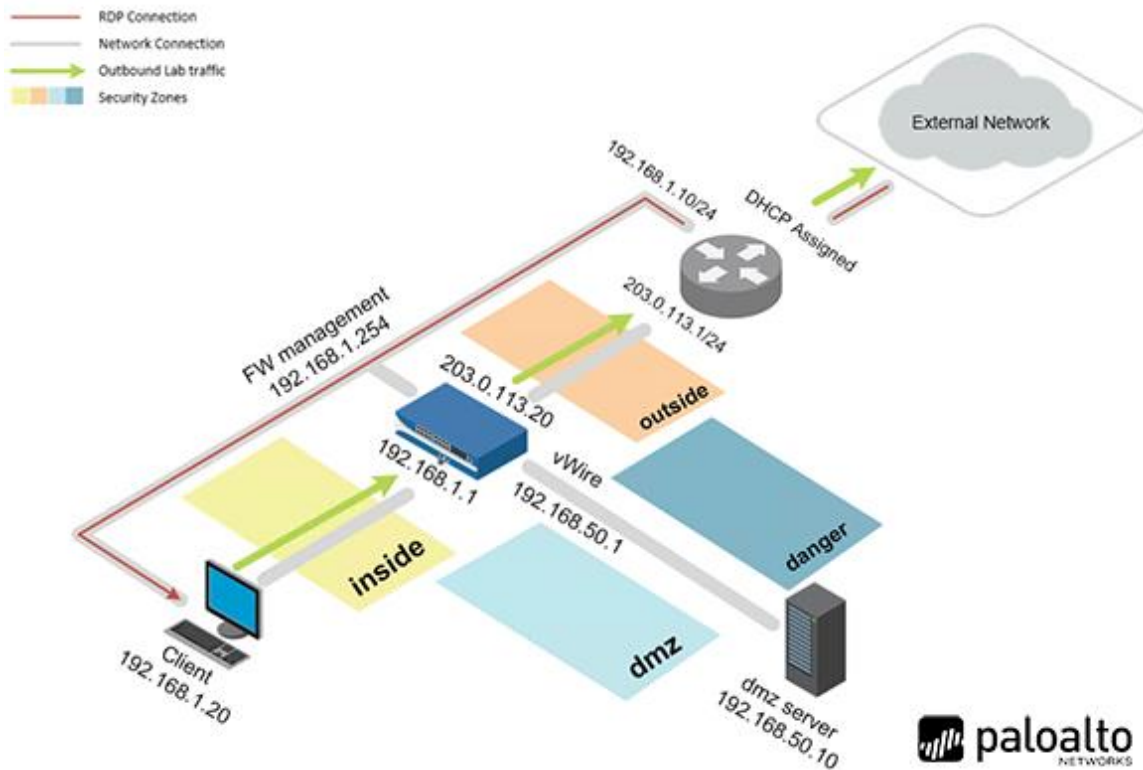 RDP Connection
Network Connection
Outbound Lab traffic
Security Zones
External Network
192.168.1.10/24
DHCP Assigned
203.0.113.1/24
FW management
192.168.1.254
203.0.113.20
outside
192.168.1.1
vWire
192.168.50.1
danger
inside
dmz
Client
192.168.1.20
dmz server
192.168.50.10
paloalto
NETWORKS